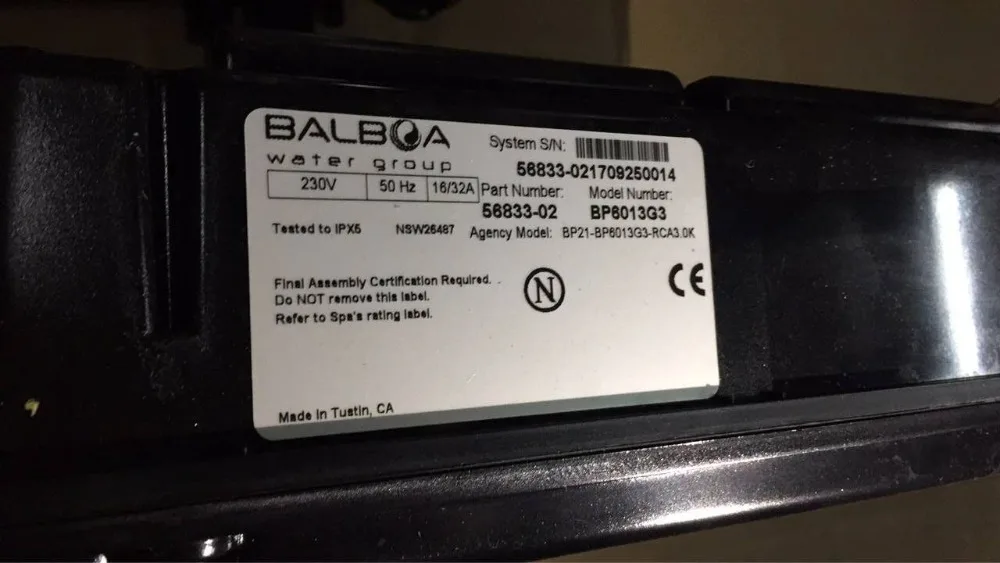 BALBOA
water group
System S/N:
56833-021709250014
230V 50 Hz 16/32A
Part Number: Model Number:
56833-02 BP6013G3
Tested to IPX5 NSW26487 Agency Model: BP21-BP6013G3-RCA3.0K
Final Assembly Certification Required.
Do NOT remove this label.
Refer to Spa's rating label.
N
CE
Made in Tustin, CA